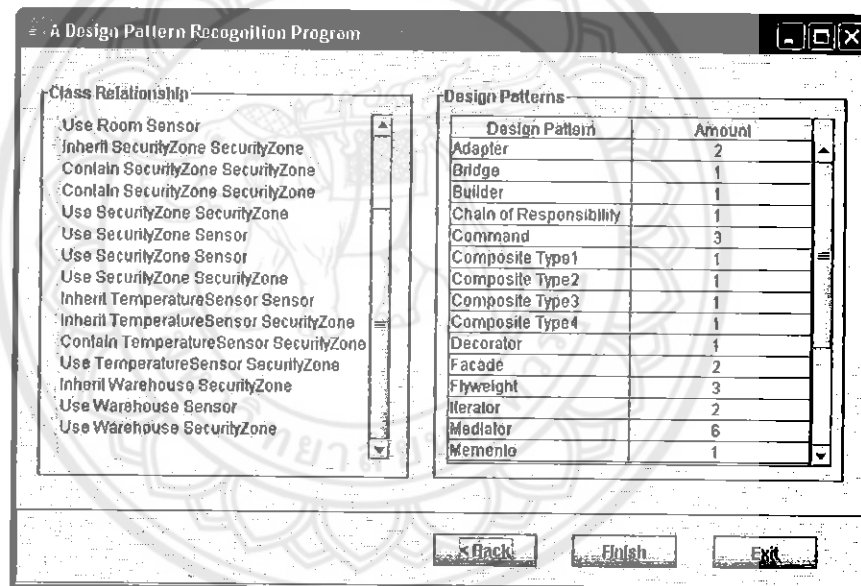 A Design Pattern Recognition Program
Class Relationship
Use Room Sensor
Inherit SecurityZone SecurityZone
Contain SecurityZone SecurityZone
Contain SecurityZone SecurityZone
Use SecurityZone SecurityZone
Use SecurityZone Sensor
Use SecurityZone Sensor
Use SecurityZone SecurityZone
Inherit TemperatureSensor Sensor
Inherit TemperatureSensor SecurityZone
Contain TemperatureSensor SecurityZone
Use TemperatureSensor SecurityZone
Inherit Warehouse SecurityZone
Use Warehouse Sensor
Use Warehouse SecurityZone
Design Patterns
Design Pattern Amount
Adapter 2
Bridge 1
Builder 1
Chain of Responsibility 1
Command 3
Composite Type1 1
Composite Type2 1
Composite Type3 1
Composite Type4 1
Decorator 1
Facade 2
Flyweight 3
Iterator 2
Mediator 6
Memento 1
< Back Finish Exit